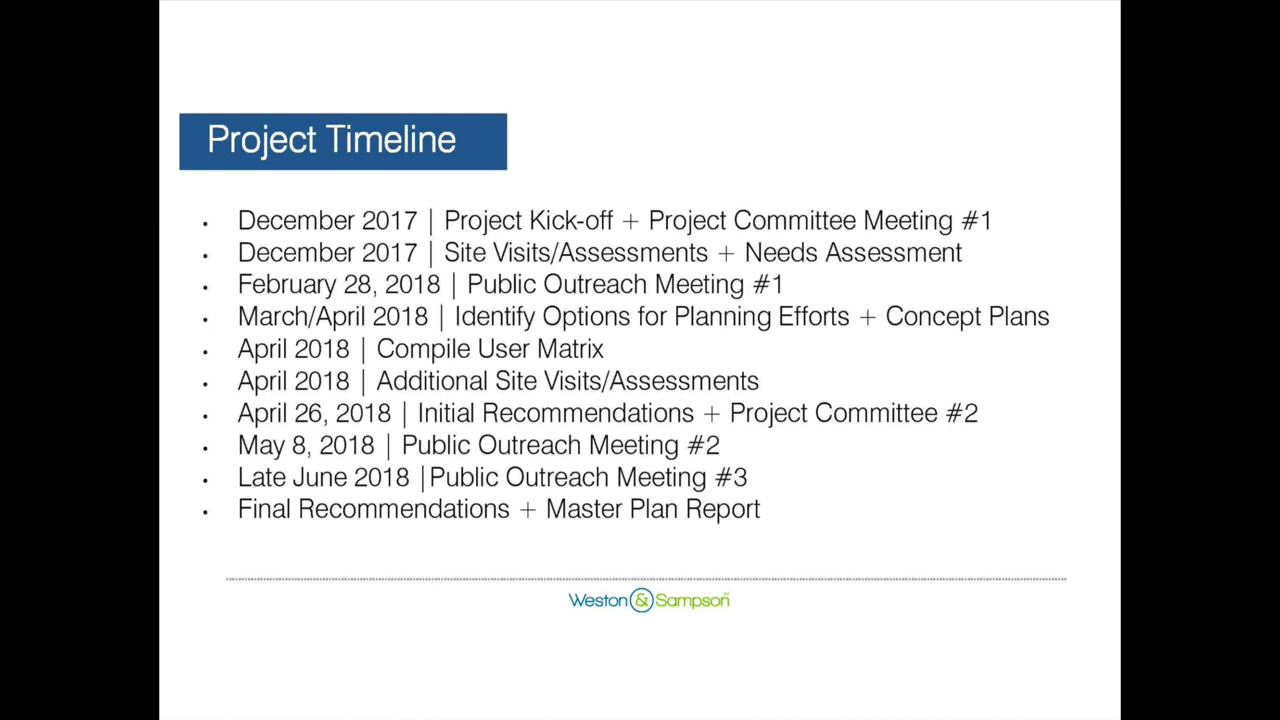 Project Timeline
• December 2017 | Project Kick-off + Project Committee Meeting #1
• December 2017 | Site Visits/Assessments + Needs Assessment
• February 28, 2018 | Public Outreach Meeting #1
• March/April 2018 | Identify Options for Planning Efforts + Concept Plans
• April 2018 | Compile User Matrix
• April 2018 | Additional Site Visits/Assessments
• April 26, 2018 | Initial Recommendations + Project Committee #2
• May 8, 2018 | Public Outreach Meeting #2
• Late June 2018 |Public Outreach Meeting #3
• Final Recommendations + Master Plan Report
Weston & Sampson